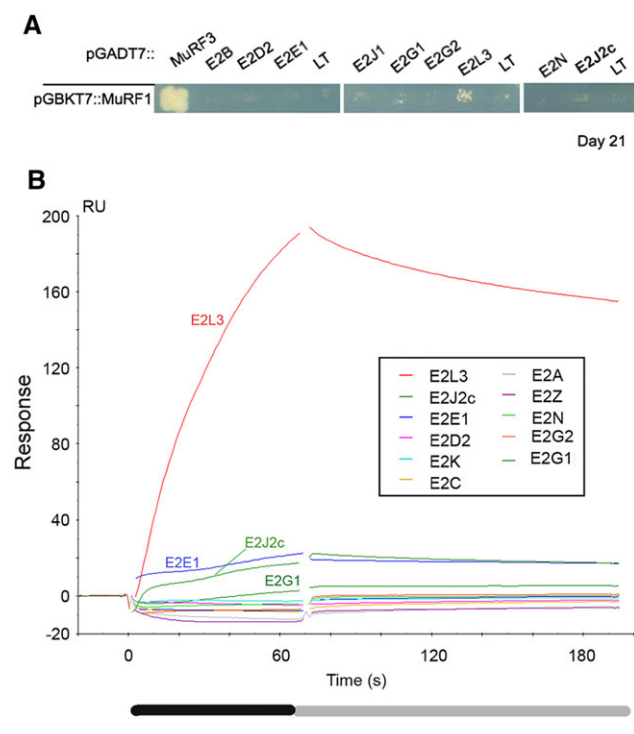 A
pGADT7:: MuRF3 E2B E2D2 E2E1 LT E2J1 E2G1 E2G2 E2L3 LT E2N E2J2c LT
pGBKT7::MuRF1
Day 21
B
RU
200
160
120
80
40
0
-20
Response
E2L3
E2E1
E2J2c
E2G1
E2L3 E2A
E2J2c E2Z
E2E1 E2N
E2D2 E2G2
E2K E2G1
E2C
0 60 120 180
Time (s)